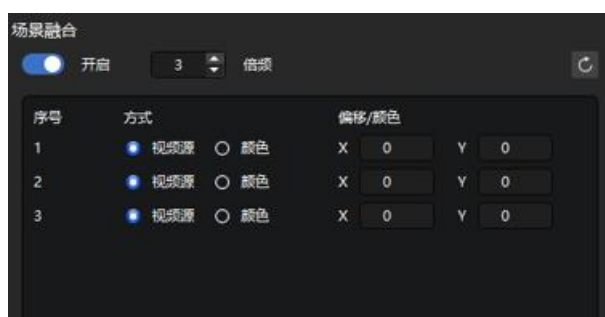 场景融合
开启 3 倍频
序号 方式 偏移/颜色
1 视频源 颜色 X 0 Y 0
2 视频源 颜色 X 0 Y 0
3 视频源 颜色 X 0 Y 0